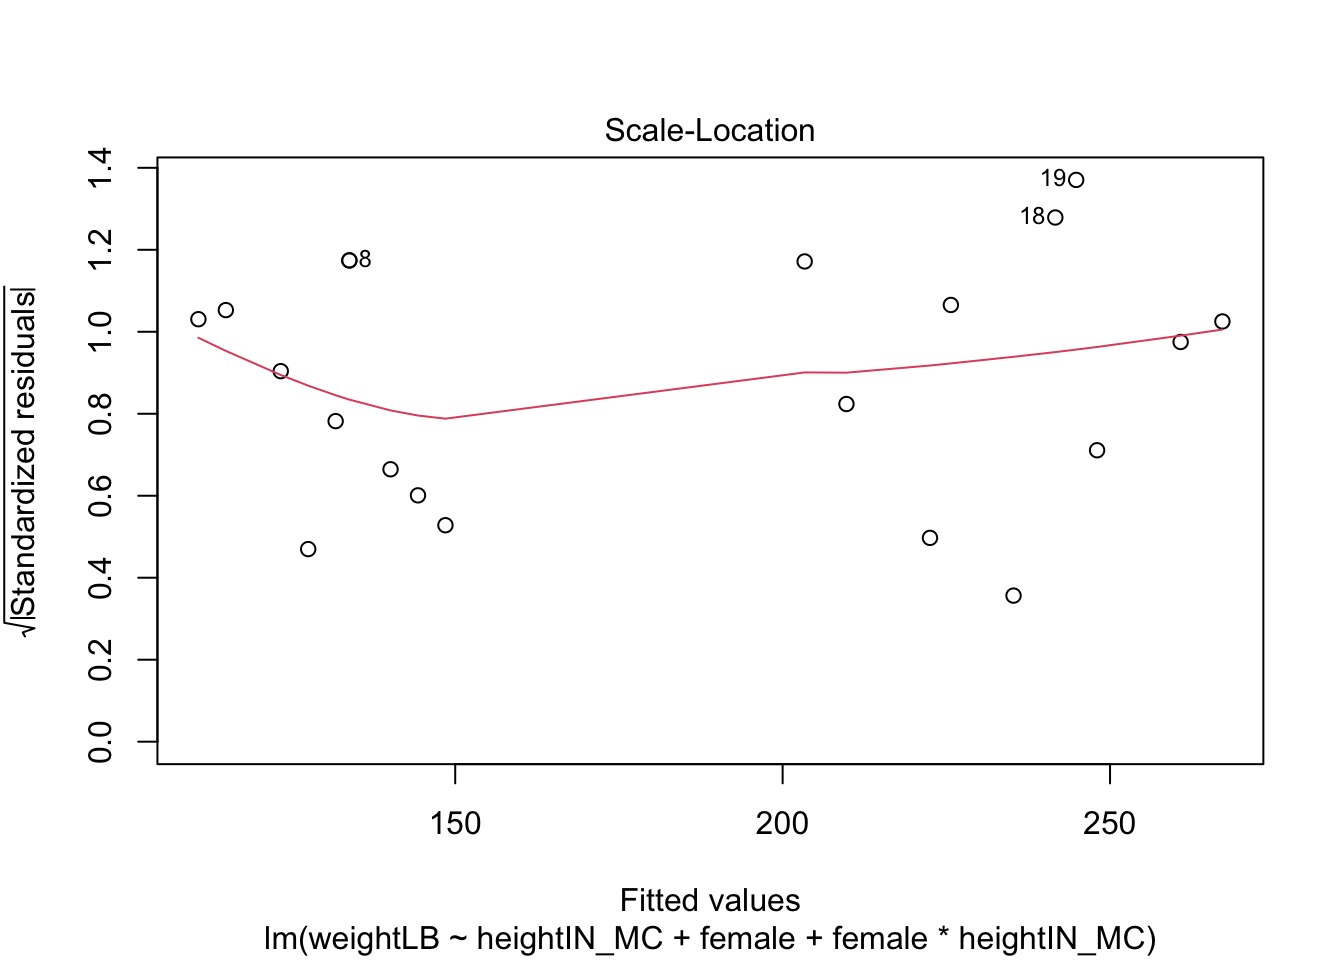 Scale-Location
√|Standardized residuals|
1.4
1.2
1.0
0.8
0.6
0.4
0.2
0.0
19
18
8
150 200 250
Fitted values
lm(weightLB ~ heightIN_MC + female + female * heightIN_MC)